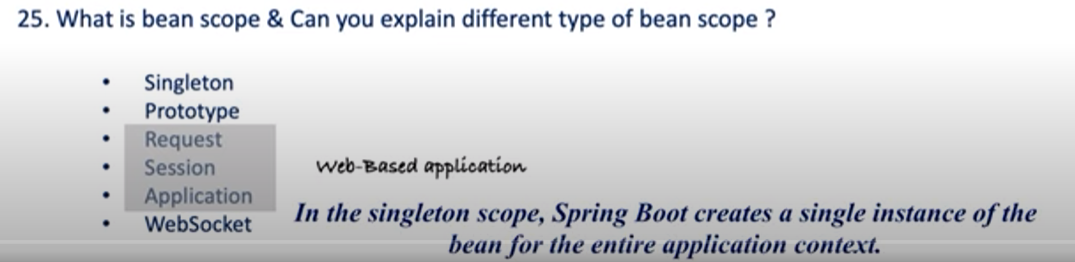 25. What is bean scope & Can you explain different type of bean scope ?
• Singleton
• Prototype
• Request
• Session
Web-Based application
• Application
• WebSocket
In the singleton scope, Spring Boot creates a single instance of the
bean for the entire application context.